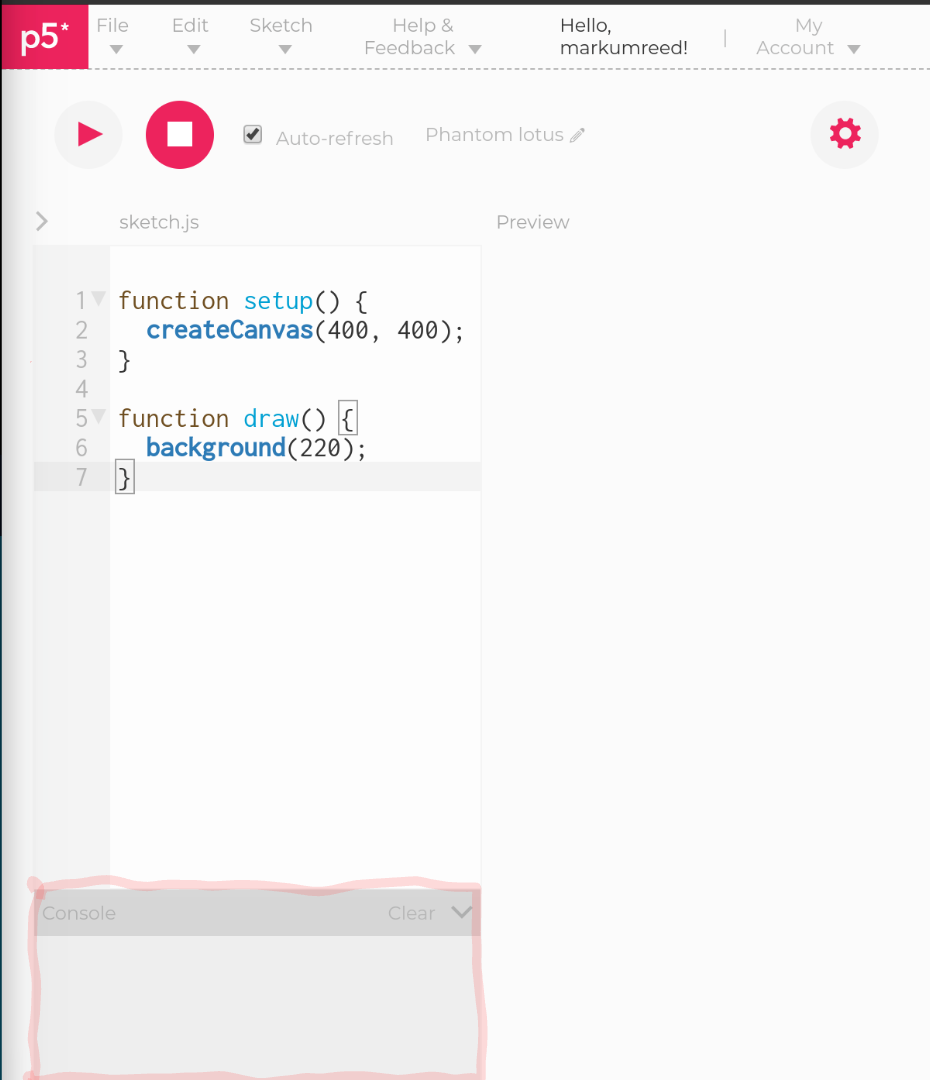 p5*
File Edit Sketch Help & Feedback Hello, markumreed! | My Account
Auto-refresh Phantom lotus
sketch.js Preview
1 function setup() {
2   createCanvas(400, 400);
3 }
4
5 function draw() {
6   background(220);
7 }
Console Clear